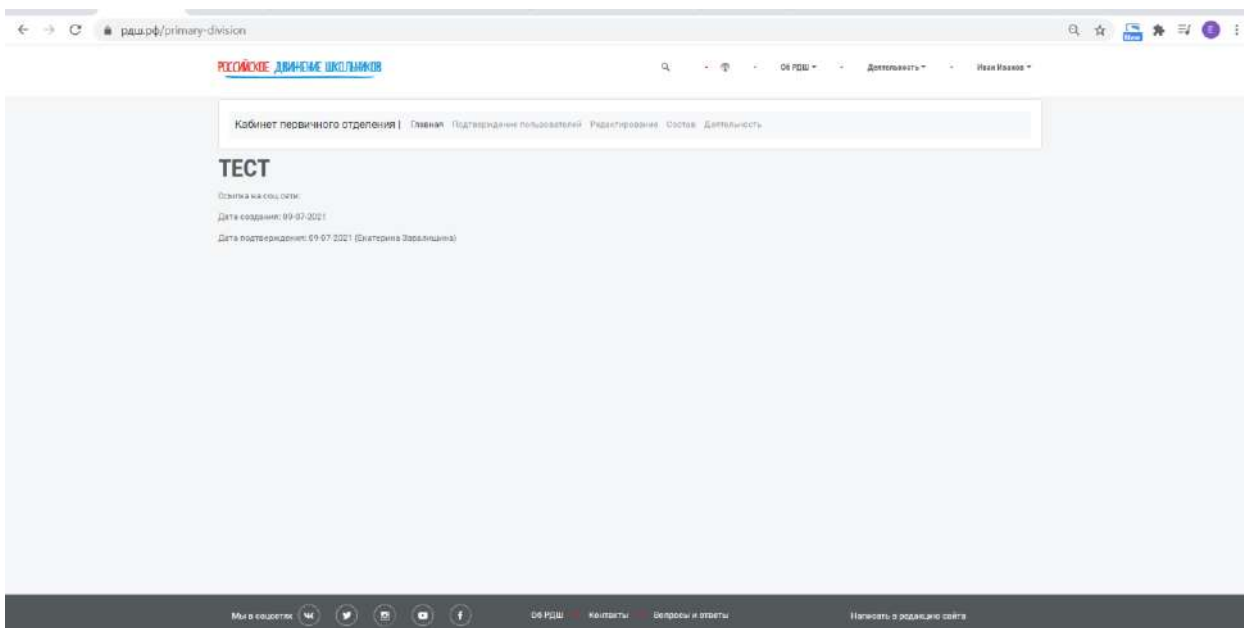 рдш.рф/primary-division
New
E
РОССИЙСКОЕ ДВИЖЕНИЕ ШКОЛЬНИКОВ
Об РДШ
Деятельность
Иван Иванов
Кабинет первичного отделения | Главная Подтверждение пользователей Редактирование Состав Деятельность
ТЕСТ
Ссылка на соц.сети:
Дата создания: 09-07-2021
Дата подтверждения: 09-07-2021 (Екатерина Завалишина)
Мы в соцсетях
Об РДШ Контакты Вопросы и ответы Написать в редакцию сайта